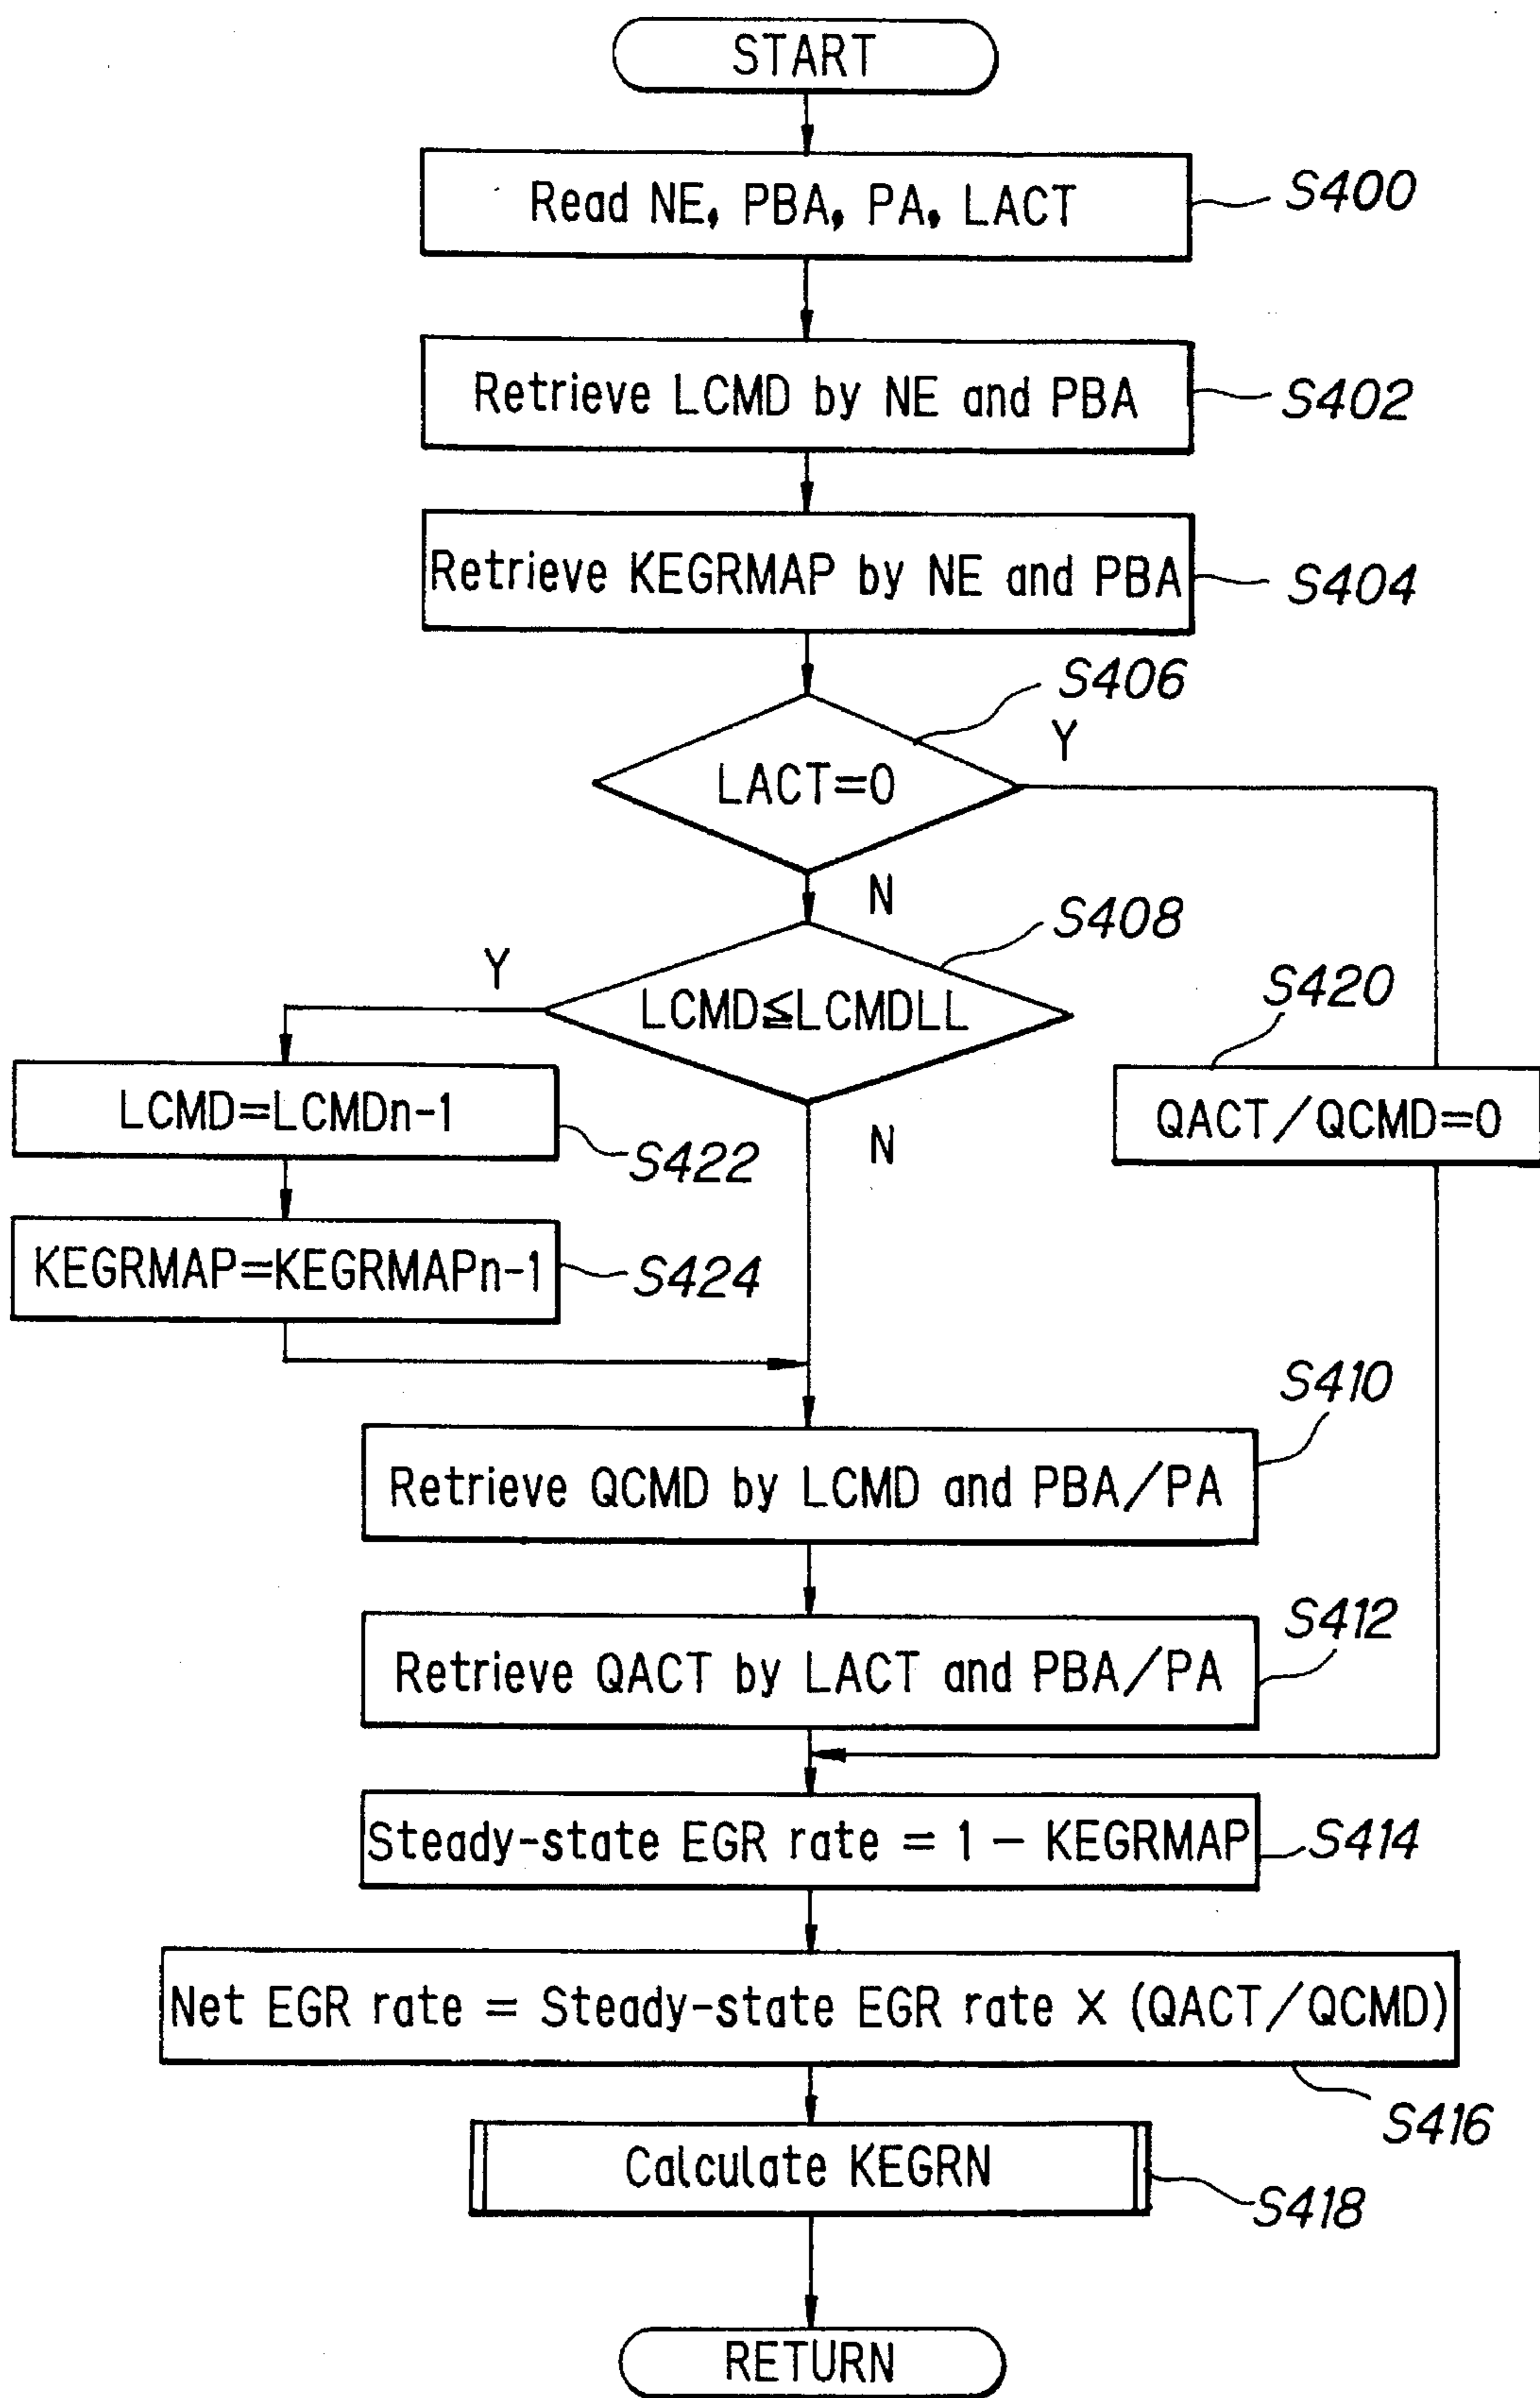 START
Read NE, PBA, PA, LACT
S400
Retrieve LCMD by NE and PBA
S402
Retrieve KEGRMAP by NE and PBA
S404
S406
LACT=0
Y
N
S408
LCMD≦LCMDLL
Y
N
S420
QACT/QCMD=0
LCMD=LCMDn-1
S422
KEGRMAP=KEGRMAPn-1
S424
S410
Retrieve QCMD by LCMD and PBA/PA
S412
Retrieve QACT by LACT and PBA/PA
Steady-state EGR rate = 1 − KEGRMAP
S414
Net EGR rate = Steady-state EGR rate × (QACT/QCMD)
S416
Calculate KEGRN
S418
RETURN